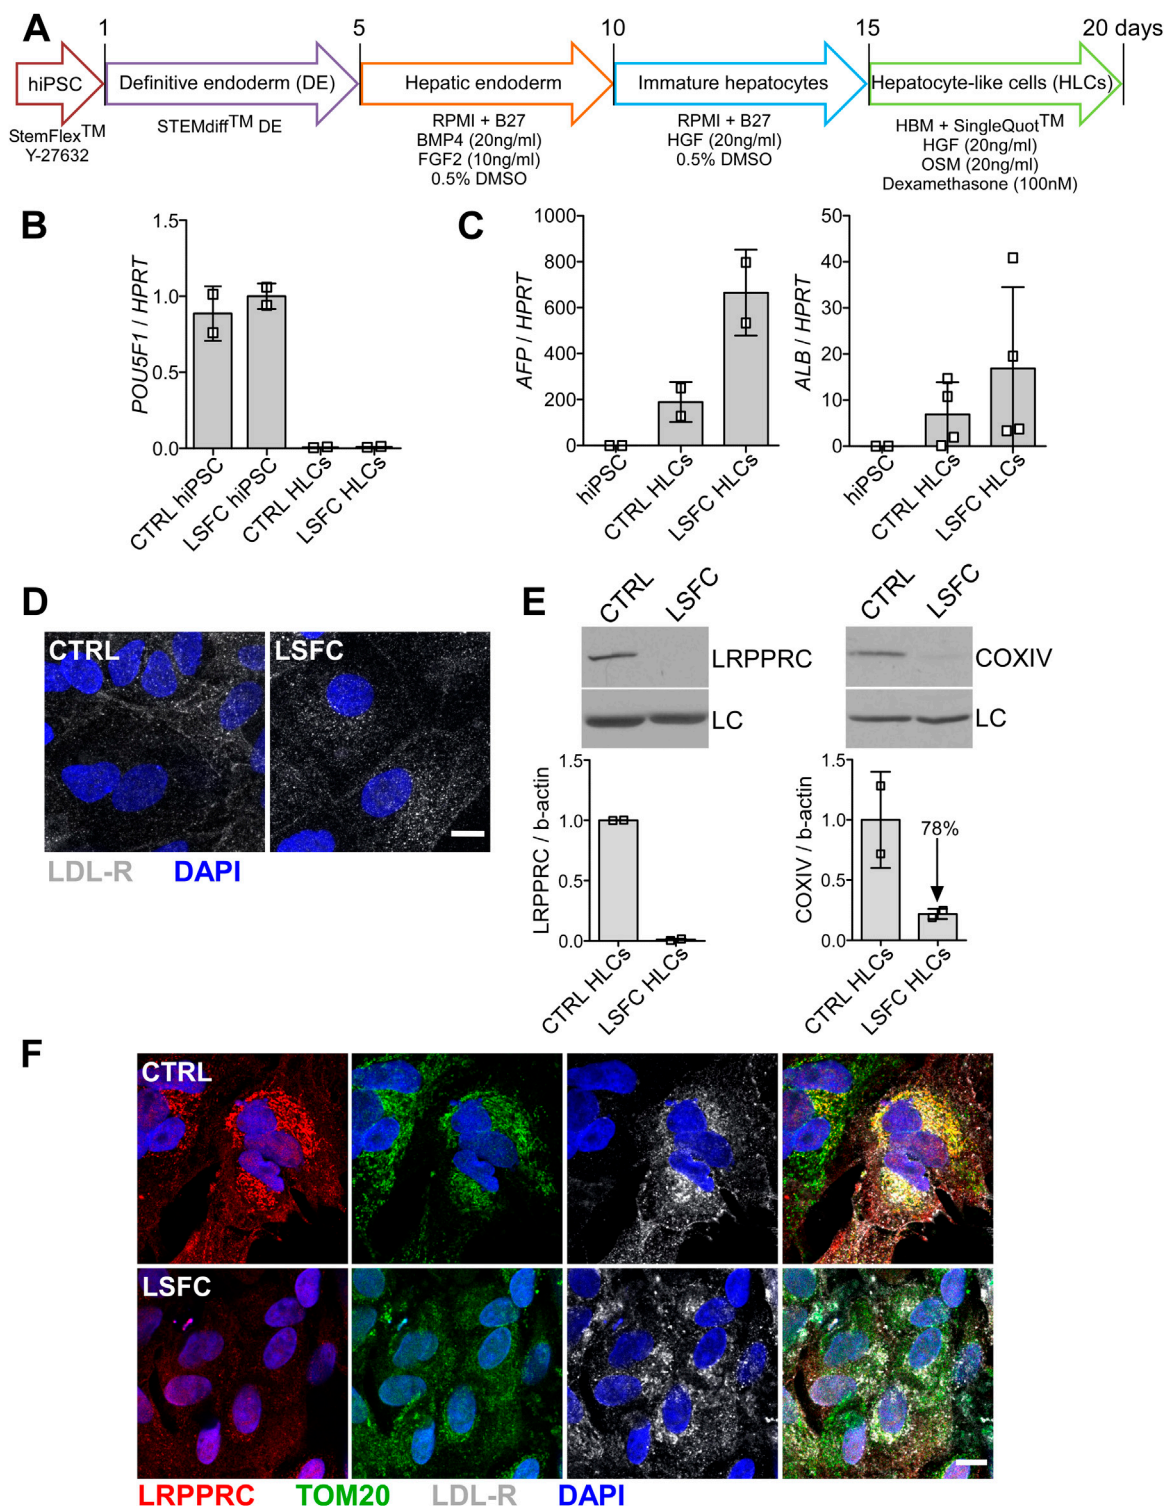 A
1 5 10 15 20 days
hiPSC
Definitive endoderm (DE)
Hepatic endoderm
Immature hepatocytes
Hepatocyte-like cells (HLCs)
StemFlex™
Y-27632
STEMdiff™ DE
RPMI + B27
BMP4 (20ng/ml)
FGF2 (10ng/ml)
0.5% DMSO
RPMI + B27
HGF (20ng/ml)
0.5% DMSO
HBM + SingleQuot™
HGF (20ng/ml)
OSM (20ng/ml)
Dexamethasone (100nM)
B
POU5F1 / HPRT
1.5
1.0
0.5
0.0
CTRL hiPSC
LSFC hiPSC
CTRL HLCs
LSFC HLCs
C
AFP / HPRT
1000
800
600
400
200
0
hiPSC
CTRL HLCs
LSFC HLCs
ALB / HPRT
50
40
30
20
10
0
hiPSC
CTRL HLCs
LSFC HLCs
D
CTRL
LSFC
LDL-R DAPI
E
CTRL
LSFC
LRPPRC
LC
LRPPRC / b-actin
1.5
1.0
0.5
0.0
CTRL HLCs
LSFC HLCs
CTRL
LSFC
COXIV
LC
COXIV / b-actin
1.5
1.0
0.5
0.0
78%
CTRL HLCs
LSFC HLCs
F
CTRL
LSFC
LRPPRC TOM20 LDL-R DAPI